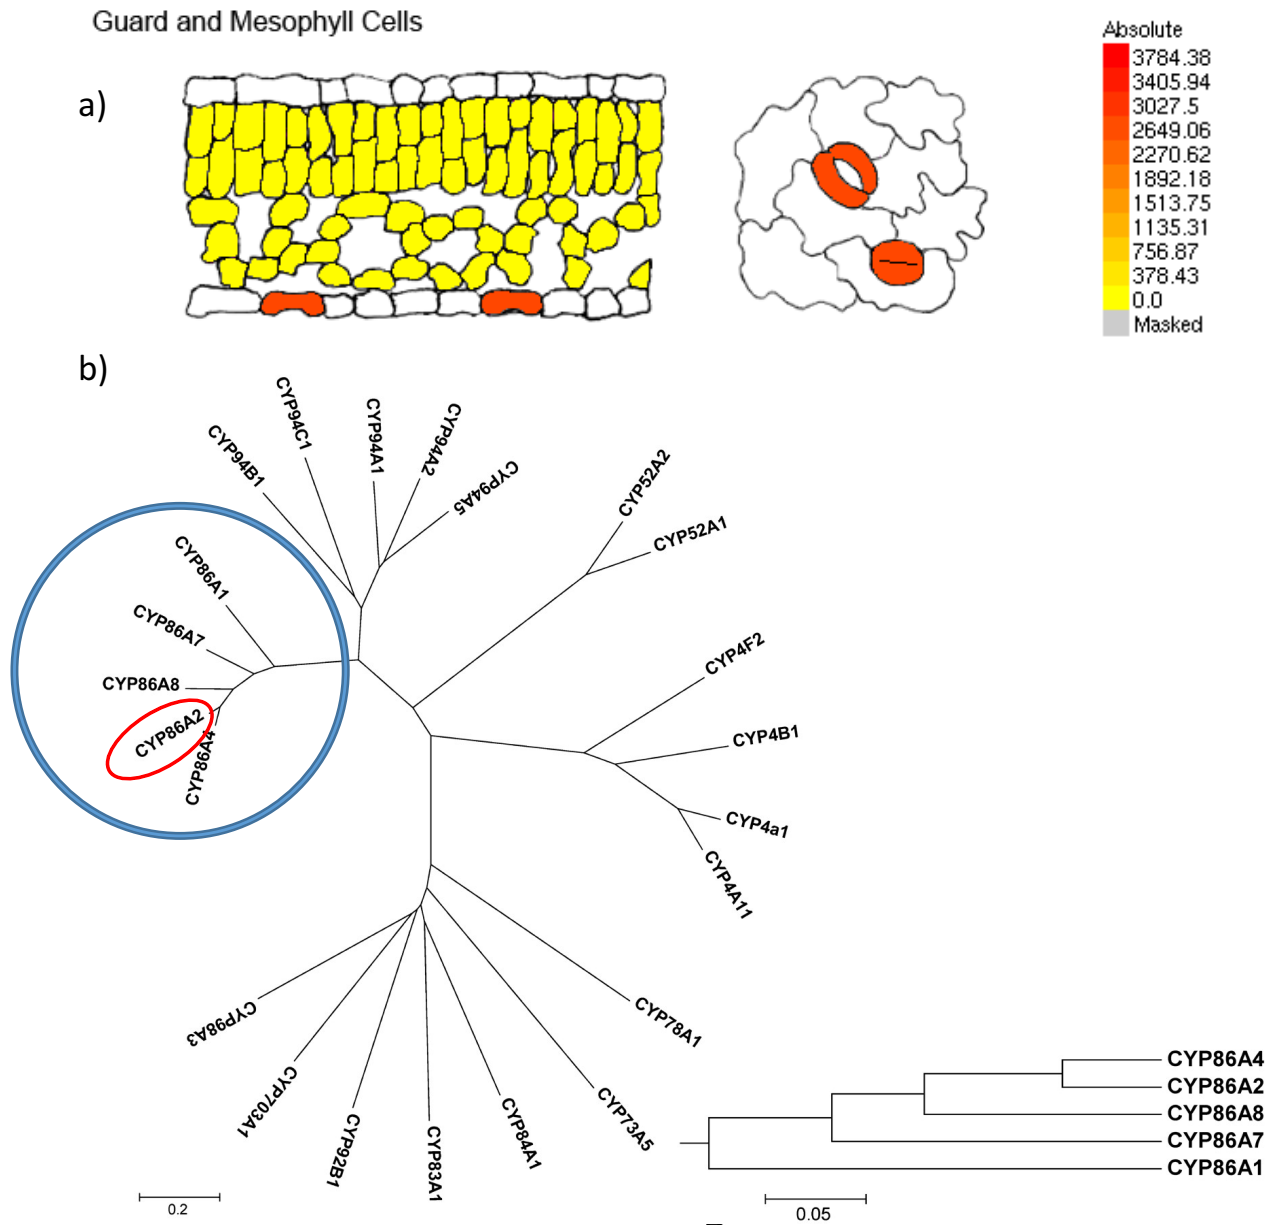 Guard and Mesophyll Cells
a)
Absolute
3784.38
3405.94
3027.5
2649.06
2270.62
1892.18
1513.75
1135.31
756.87
378.43
0.0
Masked
b)
CYP94B1
CYP94C1
CYP94A1
CYP94A2
CYP94A5
CYP52A2
CYP52A1
CYP86A1
CYP86A7
CYP86A8
CYP86A2
CYP86A4
CYP4F2
CYP4B1
CYP4a1
CYP4A11
CYP98A3
CYP703A1
CYP92B1
CYP83A1
CYP84A1
CYP73A5
CYP78A1
0.2
CYP86A4
CYP86A2
CYP86A8
CYP86A7
CYP86A1
0.05